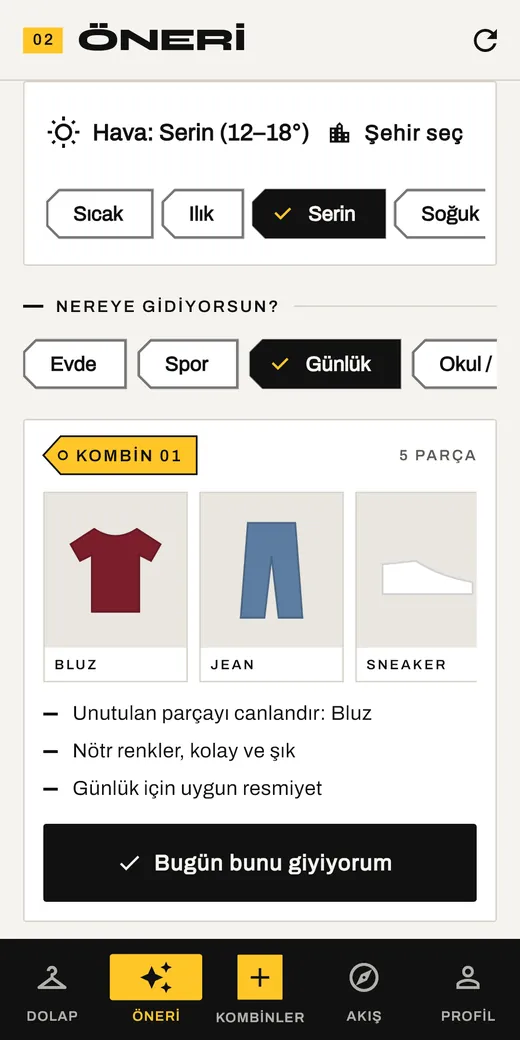 02 ÖNERİ
Hava: Serin (12–18°) Şehir seç
Sıcak Ilık Serin Soğuk
NEREYE GİDİYORSUN?
Evde Spor Günlük Okul /
KOMBİN 01 5 PARÇA
BLUZ JEAN SNEAKER
Unutulan parçayı canlandır: Bluz
Nötr renkler, kolay ve şık
Günlük için uygun resmiyet
Bugün bunu giyiyorum
DOLAP ÖNERİ KOMBİNLER AKIŞ PROFİL